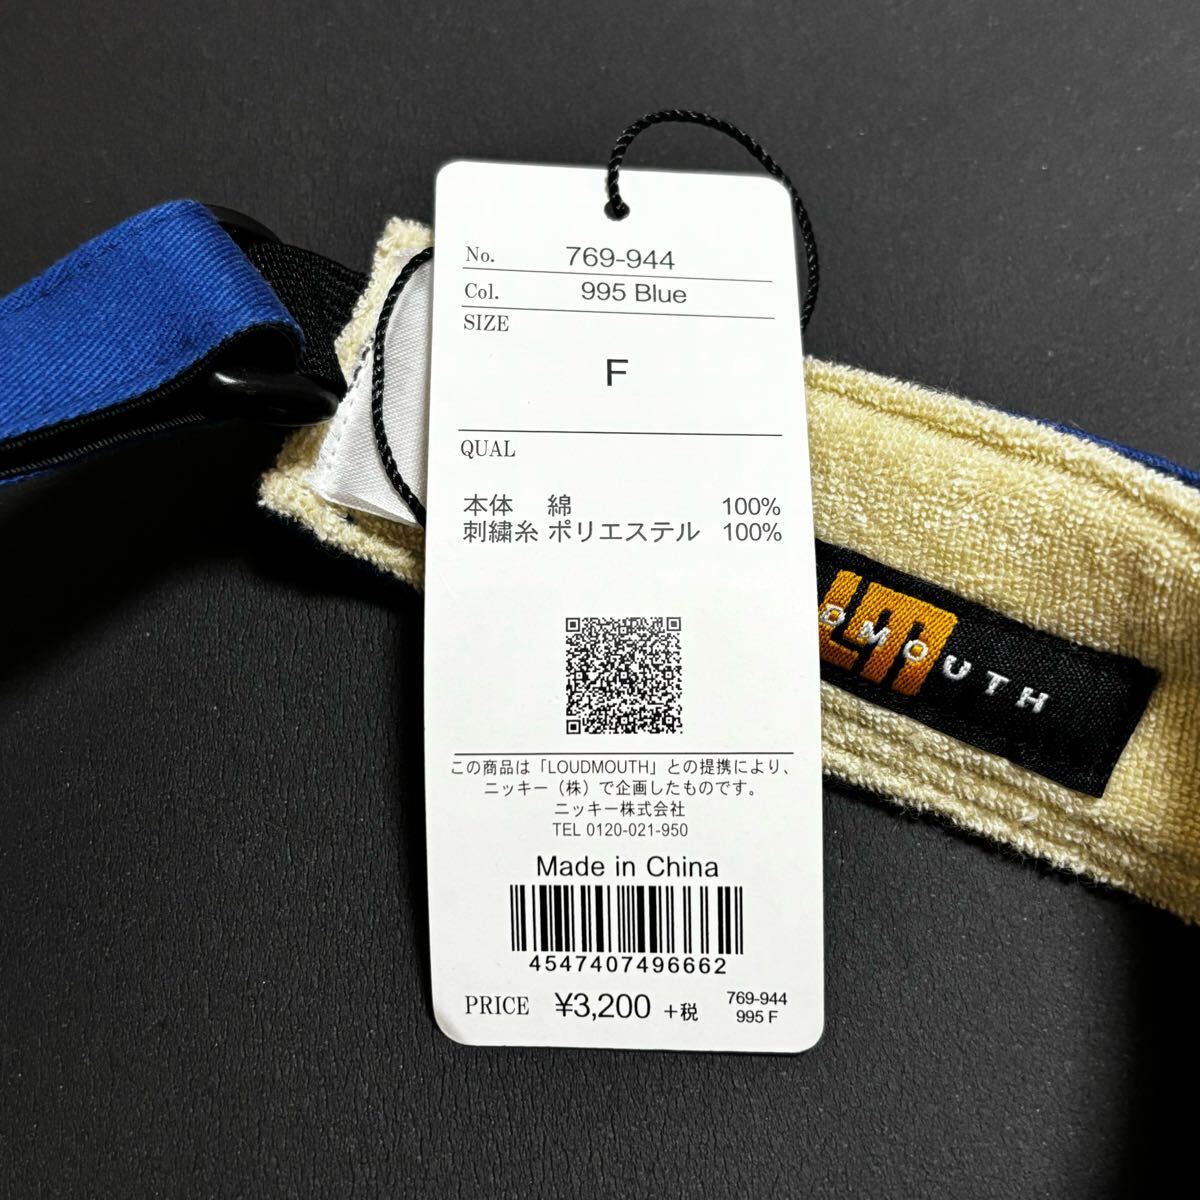 No. 769-944
Col. 995 Blue
SIZE
F
QUAL
本体 綿 100%
刺繍糸 ポリエステル 100%
この商品は「LOUDMOUTH」との提携により、
ニッキー（株）で企画したものです。
ニッキー株式会社
TEL 0120-021-950
Made in China
4547407496662
PRICE ¥3,200 +税
769-944
995 F
LT
DMOUTH